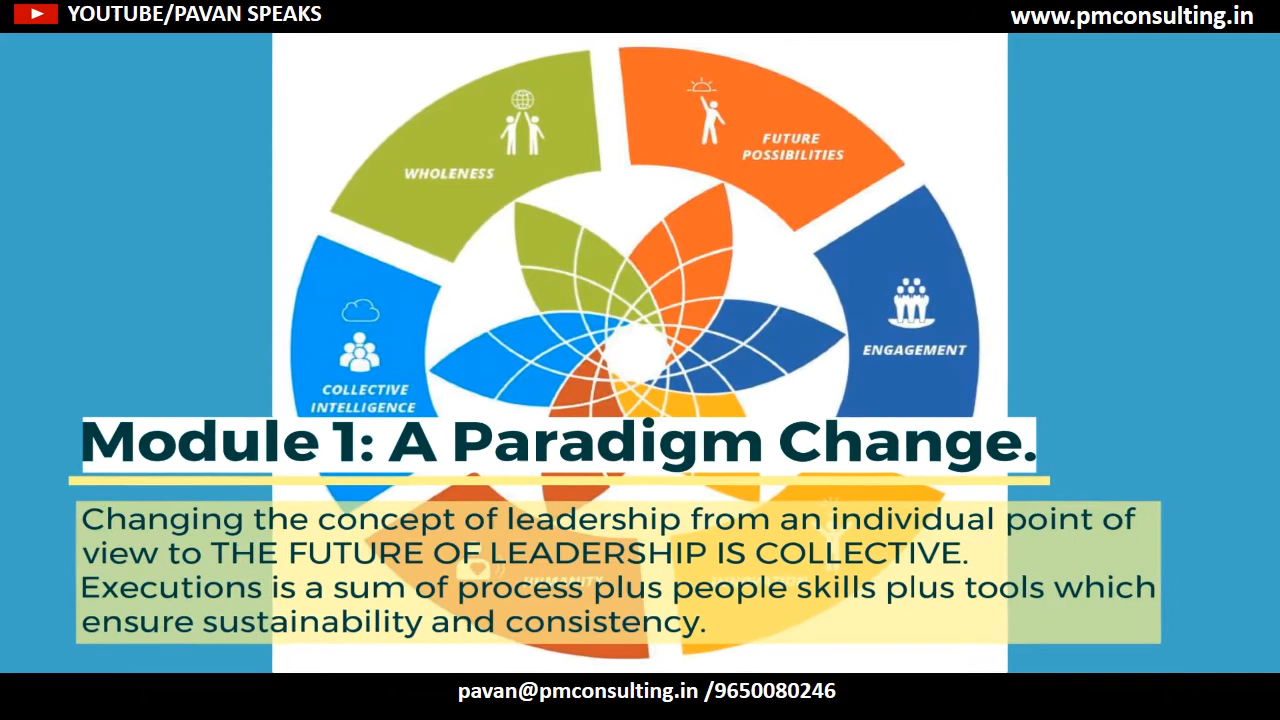 YOUTUBE/PAVAN SPEAKS
www.pmconsulting.in
WHOLENESS
FUTURE
POSSIBILITIES
ENGAGEMENT
COLLECTIVE
INTELLIGENCE
Module 1: A Paradigm Change.
Changing the concept of leadership from an individual point of
view to THE FUTURE OF LEADERSHIP IS COLLECTIVE.
Executions is a sum of process plus people skills plus tools which
ensure sustainability and consistency.
HUMANITY
pavan@pmconsulting.in /9650080246